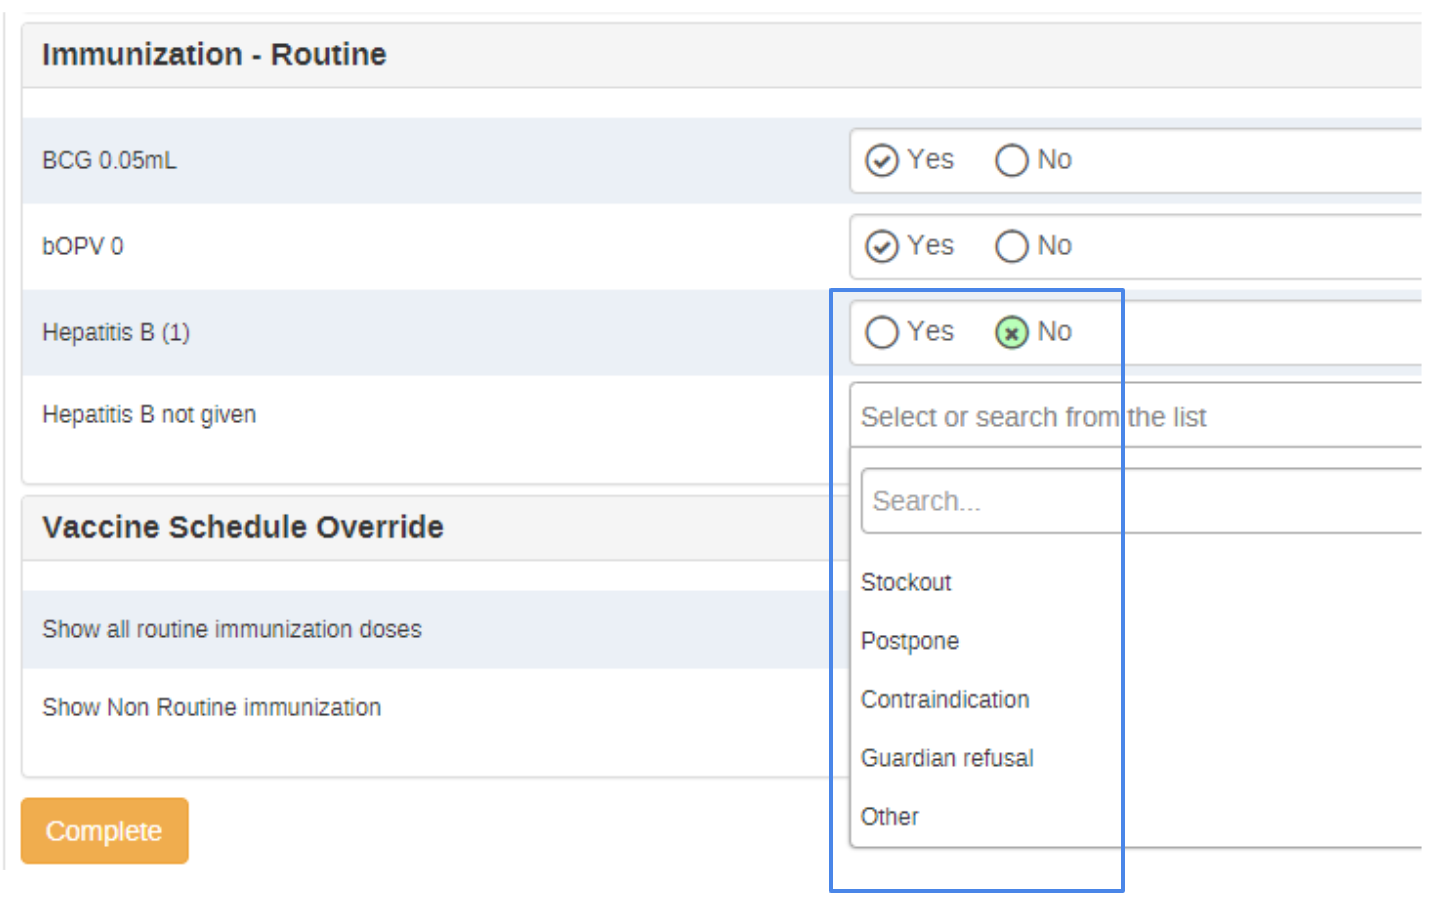 Immunization - Routine
BCG 0.05mL Yes No
bOPV 0 Yes No
Hepatitis B (1) Yes No
Hepatitis B not given Select or search from the list
Search...
Vaccine Schedule Override
Stockout
Show all routine immunization doses
Postpone
Contraindication
Show Non Routine immunization
Guardian refusal
Other
Complete